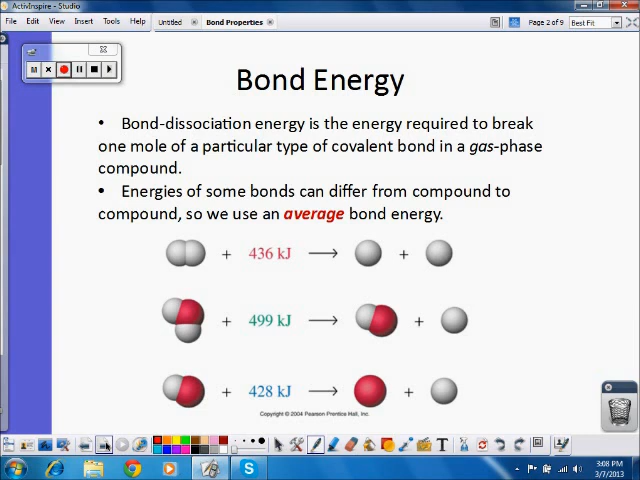 ActivInspire - Studio
File Edit View Insert Tools Help
Untitled
Bond Properties
Page 2 of 9
Best Fit
Bond Energy
• Bond-dissociation energy is the energy required to break
one mole of a particular type of covalent bond in a gas-phase
compound.
• Energies of some bonds can differ from compound to
compound, so we use an average bond energy.
+ 436 kJ ⟶ +
+ 499 kJ ⟶ +
+ 428 kJ ⟶ +
Copyright © 2004 Pearson Prentice Hall, Inc.
3:08 PM
3/7/2013